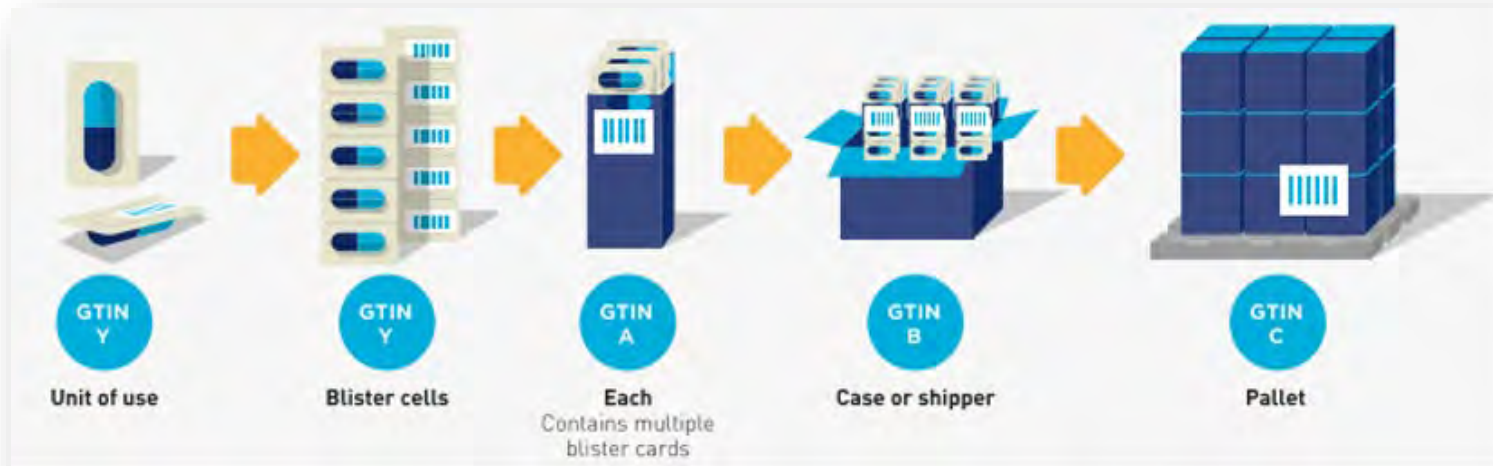 GTIN
Y
GTIN
Y
GTIN
A
GTIN
B
GTIN
C
Unit of use
Blister cells
Each
Contains multiple
blister cards
Case or shipper
Pallet